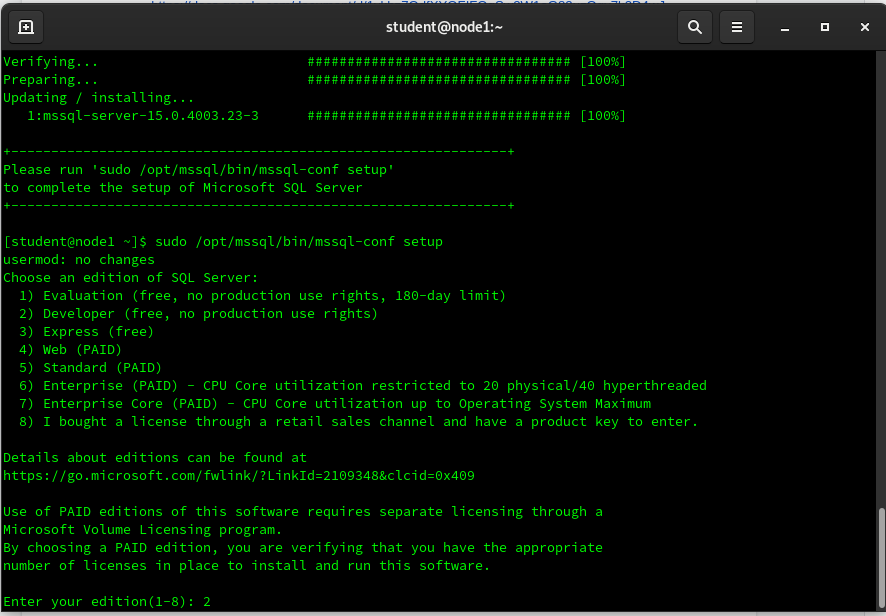 student@node1:~
Verifying... ################################# [100%]
Preparing... ################################# [100%]
Updating / installing...
1:mssql-server-15.0.4003.23-3 ################################# [100%]
+--------------------------------------------------------------+
Please run 'sudo /opt/mssql/bin/mssql-conf setup'
to complete the setup of Microsoft SQL Server
+--------------------------------------------------------------+
[student@node1 ~]$ sudo /opt/mssql/bin/mssql-conf setup
usermod: no changes
Choose an edition of SQL Server:
1) Evaluation (free, no production use rights, 180-day limit)
2) Developer (free, no production use rights)
3) Express (free)
4) Web (PAID)
5) Standard (PAID)
6) Enterprise (PAID) - CPU Core utilization restricted to 20 physical/40 hyperthreaded
7) Enterprise Core (PAID) - CPU Core utilization up to Operating System Maximum
8) I bought a license through a retail sales channel and have a product key to enter.
Details about editions can be found at
https://go.microsoft.com/fwlink/?LinkId=2109348&clcid=0x409
Use of PAID editions of this software requires separate licensing through a
Microsoft Volume Licensing program.
By choosing a PAID edition, you are verifying that you have the appropriate
number of licenses in place to install and run this software.
Enter your edition(1-8): 2